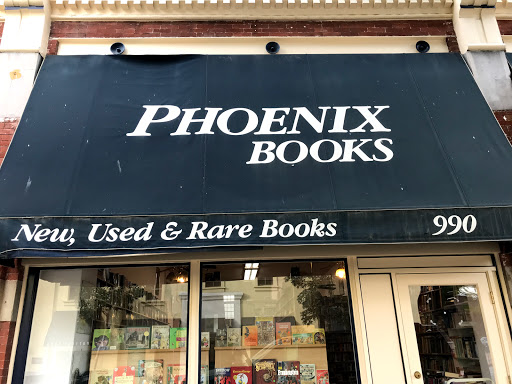 PHOENIX
BOOKS
New, Used & Rare Books 990